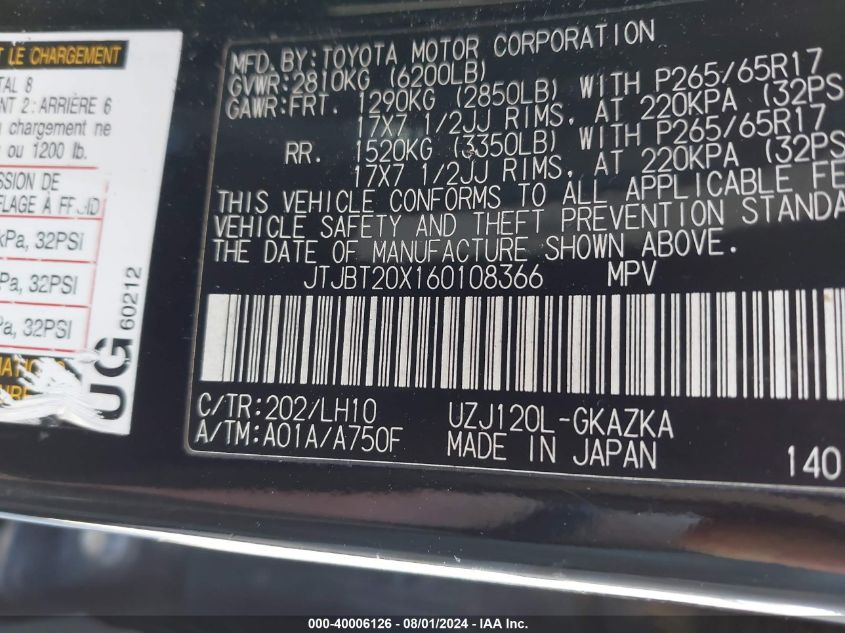 T LE CHARGEMENT
TAL 8
NT 2: ARRIÈRE 6
chargement ne
ou 1200 lb.
SSION DE
FLAGE À FROID
kPa, 32PSI
Pa, 32PSI
Pa, 32PSI
UG
60212
MFD. BY: TOYOTA MOTOR CORPORATION
GVWR: 2810KG (6200LB)
GAWR: FRT. 1290KG (2850LB) WITH P265/65R17
17X7 1/2JJ RIMS, AT 220KPA (32PS
RR. 1520KG (3350LB) WITH P265/65R17
17X7 1/2JJ RIMS, AT 220KPA (32PS
THIS VEHICLE CONFORMS TO ALL APPLICABLE FE
VEHICLE SAFETY AND THEFT PREVENTION STANDA
THE DATE OF MANUFACTURE SHOWN ABOVE.
JTJBT20X160108366 MPV
C/TR: 202/LH10 UZJ120L-GKAZKA
A/TM: A01A/A750F MADE IN JAPAN 140
000-40006126 - 08/01/2024 - IAA Inc.